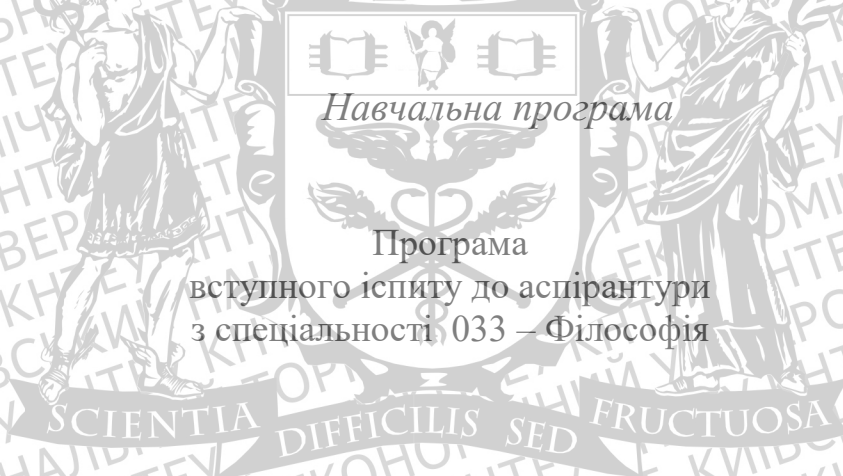 Навчальна програма
Програма
вступного іспиту до аспірантури
з спеціальності 033 – Філософія
SCIENTIA DIFFICILIS SED FRUCTUOSA